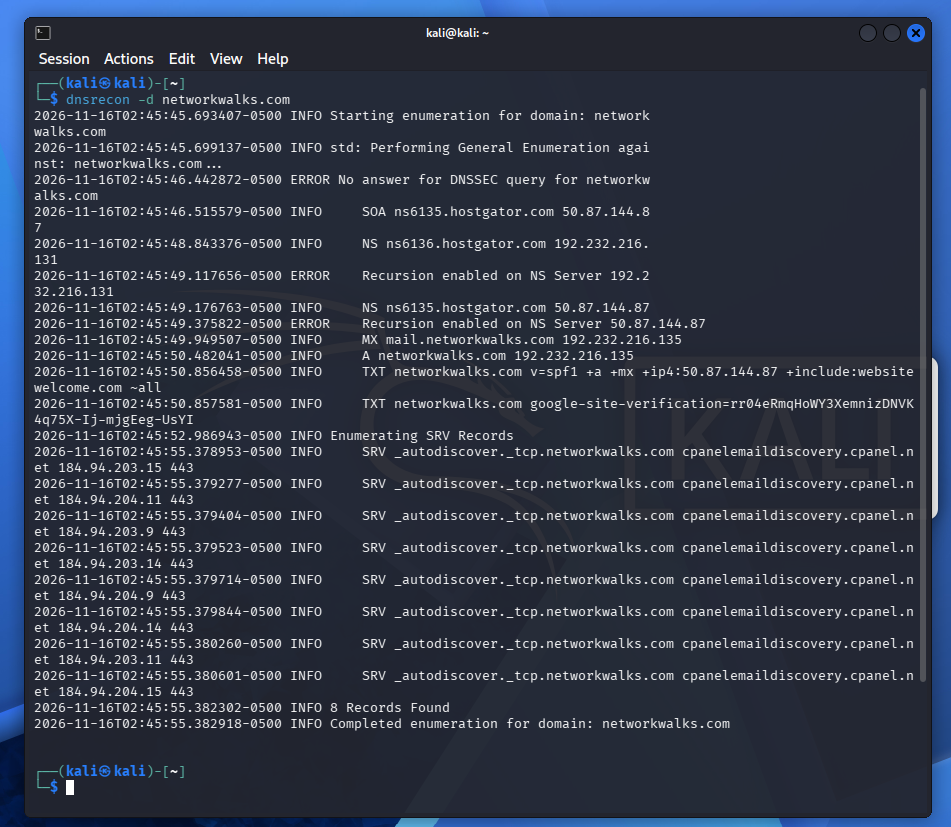 kali@kali: ~
Session Actions Edit View Help
┌──(kali㉿kali)-[~]
└─$ dnsrecon -d networkwalks.com
2026-11-16T02:45:45.693407-0500 INFO Starting enumeration for domain: network
walks.com
2026-11-16T02:45:45.699137-0500 INFO std: Performing General Enumeration agai
nst: networkwalks.com...
2026-11-16T02:45:46.442872-0500 ERROR No answer for DNSSEC query for networkw
alks.com
2026-11-16T02:45:46.515579-0500 INFO     SOA ns6135.hostgator.com 50.87.144.8
7
2026-11-16T02:45:48.843376-0500 INFO     NS ns6136.hostgator.com 192.232.216.
131
2026-11-16T02:45:49.117656-0500 ERROR    Recursion enabled on NS Server 192.2
32.216.131
2026-11-16T02:45:49.176763-0500 INFO     NS ns6135.hostgator.com 50.87.144.87
2026-11-16T02:45:49.375822-0500 ERROR    Recursion enabled on NS Server 50.87.144.87
2026-11-16T02:45:49.949507-0500 INFO     MX mail.networkwalks.com 192.232.216.135
2026-11-16T02:45:50.482041-0500 INFO     A networkwalks.com 192.232.216.135
2026-11-16T02:45:50.856458-0500 INFO     TXT networkwalks.com v=spf1 +a +mx +ip4:50.87.144.87 +include:website
welcome.com ~all
2026-11-16T02:45:50.857581-0500 INFO     TXT networkwalks.com google-site-verification=rr04eRmqHoWY3XemnizDNVK
4q75X-Ij-mjgEeg-UsYI
2026-11-16T02:45:52.986943-0500 INFO Enumerating SRV Records
2026-11-16T02:45:55.378953-0500 INFO     SRV _autodiscover._tcp.networkwalks.com cpanelemaildiscovery.cpanel.n
et 184.94.203.15 443
2026-11-16T02:45:55.379277-0500 INFO     SRV _autodiscover._tcp.networkwalks.com cpanelemaildiscovery.cpanel.n
et 184.94.204.11 443
2026-11-16T02:45:55.379404-0500 INFO     SRV _autodiscover._tcp.networkwalks.com cpanelemaildiscovery.cpanel.n
et 184.94.203.9 443
2026-11-16T02:45:55.379523-0500 INFO     SRV _autodiscover._tcp.networkwalks.com cpanelemaildiscovery.cpanel.n
et 184.94.203.14 443
2026-11-16T02:45:55.379714-0500 INFO     SRV _autodiscover._tcp.networkwalks.com cpanelemaildiscovery.cpanel.n
et 184.94.204.9 443
2026-11-16T02:45:55.379844-0500 INFO     SRV _autodiscover._tcp.networkwalks.com cpanelemaildiscovery.cpanel.n
et 184.94.204.14 443
2026-11-16T02:45:55.380260-0500 INFO     SRV _autodiscover._tcp.networkwalks.com cpanelemaildiscovery.cpanel.n
et 184.94.203.11 443
2026-11-16T02:45:55.380601-0500 INFO     SRV _autodiscover._tcp.networkwalks.com cpanelemaildiscovery.cpanel.n
et 184.94.204.15 443
2026-11-16T02:45:55.382302-0500 INFO 8 Records Found
2026-11-16T02:45:55.382918-0500 INFO Completed enumeration for domain: networkwalks.com
┌──(kali㉿kali)-[~]
└─$
KALI